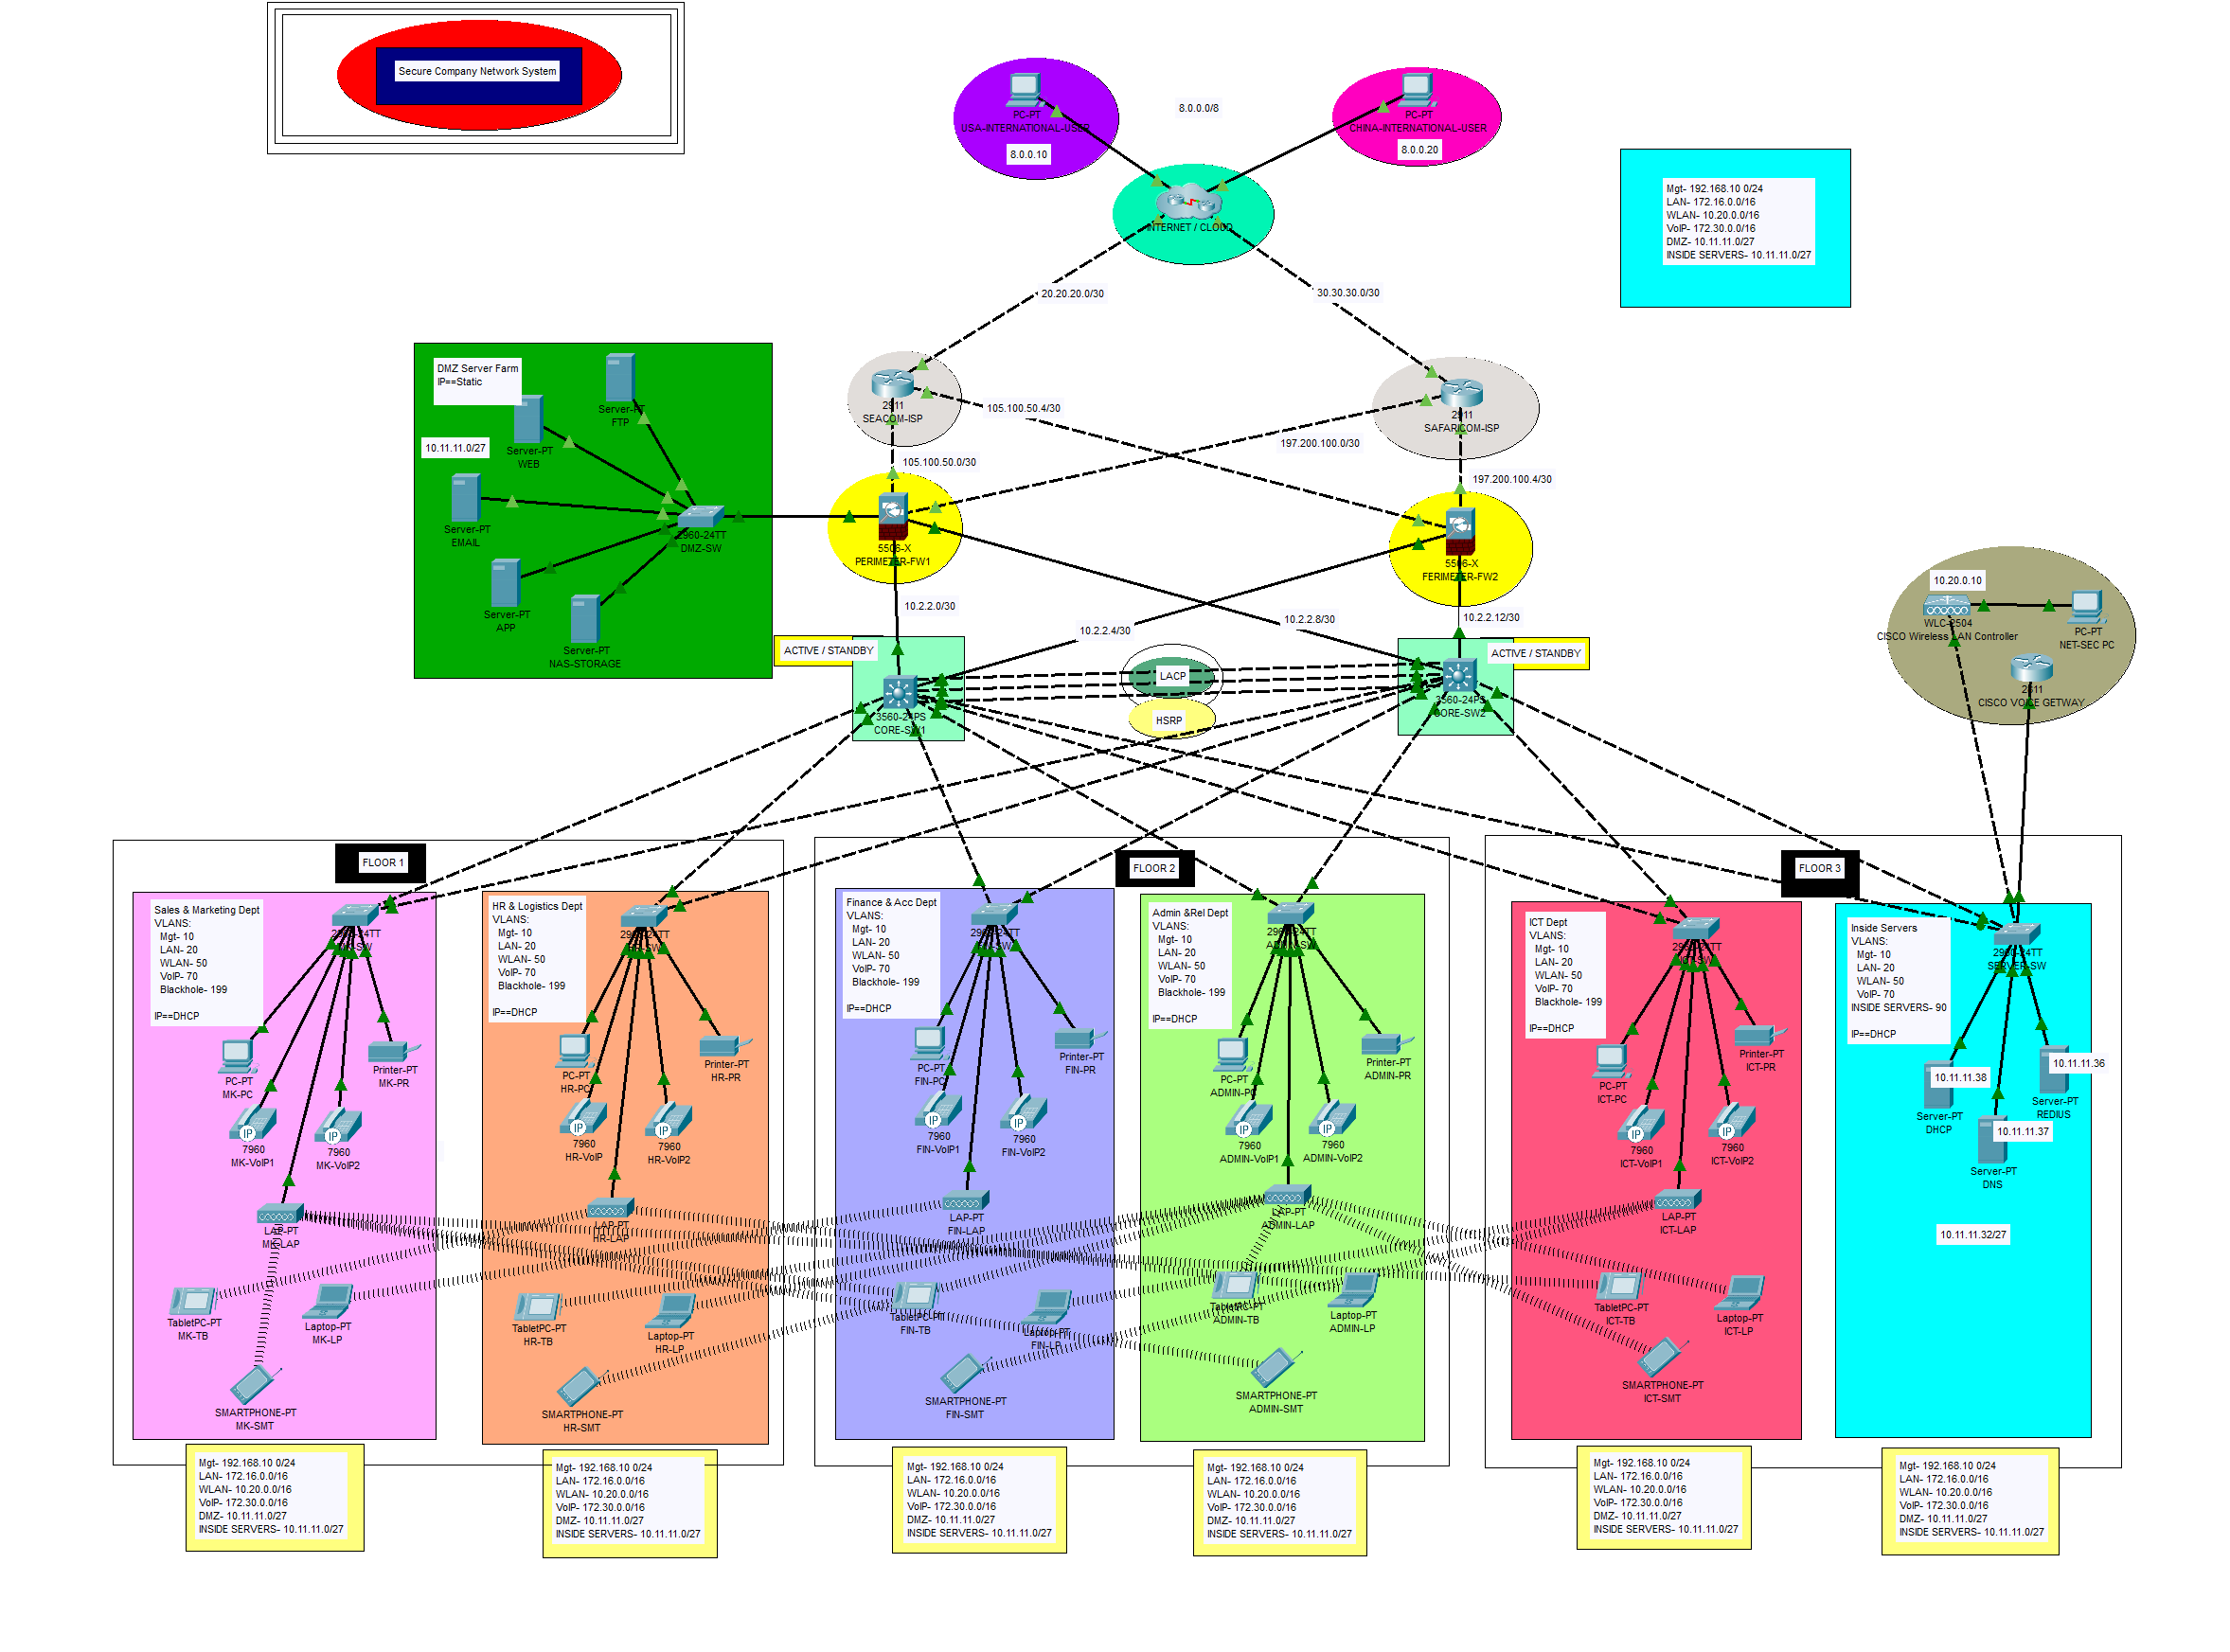 Secure Company Network System
PC-PT
USA-INTERNATIONAL-USER
8.0.0.10
8.0.0.0/8
PC-PT
CHINA-INTERNATIONAL-USER
8.0.0.20
INTERNET / CLOUD
Mgt- 192.168.10 0/24
LAN- 172.16.0.0/16
WLAN- 10.20.0.0/16
VoIP- 172.30.0.0/16
DMZ- 10.11.11.0/27
INSIDE SERVERS- 10.11.11.0/27
20.20.20.0/30
30.30.30.0/30
DMZ Server Farm
IP==Static
10.11.11.0/27
Server-PT
FTP
Server-PT
WEB
Server-PT
EMAIL
Server-PT
APP
Server-PT
NAS-STORAGE
2960-24TT
DMZ-SW
2911
SEACOM-ISP
2911
SAFARICOM-ISP
105.100.50.4/30
197.200.100.0/30
105.100.50.0/30
197.200.100.4/30
5506-X
PERIMETER-FW1
5506-X
FERIMETER-FW2
10.2.2.0/30
10.2.2.4/30
10.2.2.8/30
10.2.2.12/30
ACTIVE / STANDBY
ACTIVE / STANDBY
LACP
HSRP
3560-24PS
CORE-SW1
3560-24PS
CORE-SW2
10.20.0.10
WLC-2504
CISCO Wireless LAN Controller
PC-PT
NET-SEC PC
2811
CISCO VOICE GETWAY
FLOOR 1
FLOOR 2
FLOOR 3
Sales & Marketing Dept
VLANS:
Mgt- 10
LAN- 20
WLAN- 50
VoIP- 70
Blackhole- 199
IP==DHCP
2960-24TT
MK-SW
PC-PT
MK-PC
Printer-PT
MK-PR
7960
MK-VoIP1
7960
MK-VoIP2
LAP-PT
MK-LAP
TabletPC-PT
MK-TB
Laptop-PT
MK-LP
SMARTPHONE-PT
MK-SMT
HR & Logistics Dept
VLANS:
Mgt- 10
LAN- 20
WLAN- 50
VoIP- 70
Blackhole- 199
IP==DHCP
2960-24TT
HR-SW
PC-PT
HR-PC
Printer-PT
HR-PR
7960
HR-VoIP
7960
HR-VoIP2
LAP-PT
HR-LAP
TabletPC-PT
HR-TB
Laptop-PT
HR-LP
SMARTPHONE-PT
HR-SMT
Finance & Acc Dept
VLANS:
Mgt- 10
LAN- 20
WLAN- 50
VoIP- 70
Blackhole- 199
IP==DHCP
2960-24TT
FIN-SW
PC-PT
FIN-PC
Printer-PT
FIN-PR
7960
FIN-VoIP1
7960
FIN-VoIP2
LAP-PT
FIN-LAP
TabletPC-PT
FIN-TB
Laptop-PT
FIN-LP
SMARTPHONE-PT
FIN-SMT
Admin &Rel Dept
VLANS:
Mgt- 10
LAN- 20
WLAN- 50
VoIP- 70
Blackhole- 199
IP==DHCP
2960-24TT
ADMIN-SW
PC-PT
ADMIN-PC
Printer-PT
ADMIN-PR
7960
ADMIN-VoIP1
7960
ADMIN-VoIP2
LAP-PT
ADMIN-LAP
TabletPC-PT
ADMIN-TB
Laptop-PT
ADMIN-LP
SMARTPHONE-PT
ADMIN-SMT
ICT Dept
VLANS:
Mgt- 10
LAN- 20
WLAN- 50
VoIP- 70
Blackhole- 199
IP==DHCP
2960-24TT
ICT-SW
PC-PT
ICT-PC
Printer-PT
ICT-PR
7960
ICT-VoIP1
7960
ICT-VoIP2
LAP-PT
ICT-LAP
TabletPC-PT
ICT-TB
Laptop-PT
ICT-LP
SMARTPHONE-PT
ICT-SMT
Inside Servers
VLANS:
Mgt- 10
LAN- 20
WLAN- 50
VoIP- 70
INSIDE SERVERS- 90
IP==DHCP
2960-24TT
SERVER-SW
10.11.11.38
Server-PT
DHCP
10.11.11.36
Server-PT
REDIUS
10.11.11.37
Server-PT
DNS
10.11.11.32/27
Mgt- 192.168.10 0/24
LAN- 172.16.0.0/16
WLAN- 10.20.0.0/16
VoIP- 172.30.0.0/16
DMZ- 10.11.11.0/27
INSIDE SERVERS- 10.11.11.0/27
Mgt- 192.168.10 0/24
LAN- 172.16.0.0/16
WLAN- 10.20.0.0/16
VoIP- 172.30.0.0/16
DMZ- 10.11.11.0/27
INSIDE SERVERS- 10.11.11.0/27
Mgt- 192.168.10 0/24
LAN- 172.16.0.0/16
WLAN- 10.20.0.0/16
VoIP- 172.30.0.0/16
DMZ- 10.11.11.0/27
INSIDE SERVERS- 10.11.11.0/27
Mgt- 192.168.10 0/24
LAN- 172.16.0.0/16
WLAN- 10.20.0.0/16
VoIP- 172.30.0.0/16
DMZ- 10.11.11.0/27
INSIDE SERVERS- 10.11.11.0/27
Mgt- 192.168.10 0/24
LAN- 172.16.0.0/16
WLAN- 10.20.0.0/16
VoIP- 172.30.0.0/16
DMZ- 10.11.11.0/27
INSIDE SERVERS- 10.11.11.0/27
Mgt- 192.168.10 0/24
LAN- 172.16.0.0/16
WLAN- 10.20.0.0/16
VoIP- 172.30.0.0/16
DMZ- 10.11.11.0/27
INSIDE SERVERS- 10.11.11.0/27